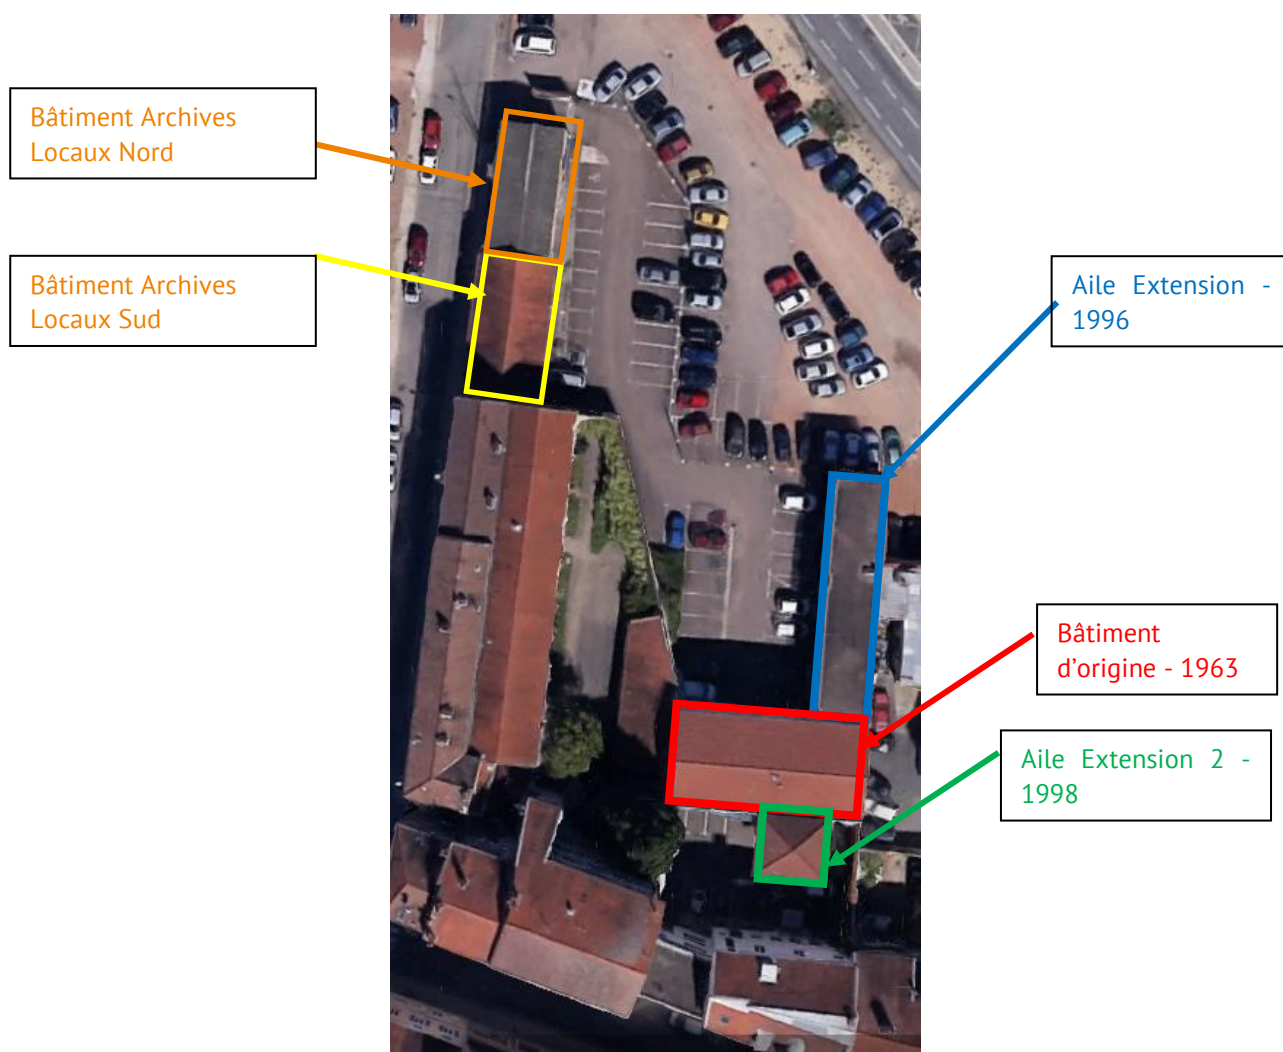 Bâtiment Archives
Locaux Nord
Bâtiment Archives
Locaux Sud
Aile Extension -
1996
Bâtiment
d’origine - 1963
Aile Extension 2 -
1998